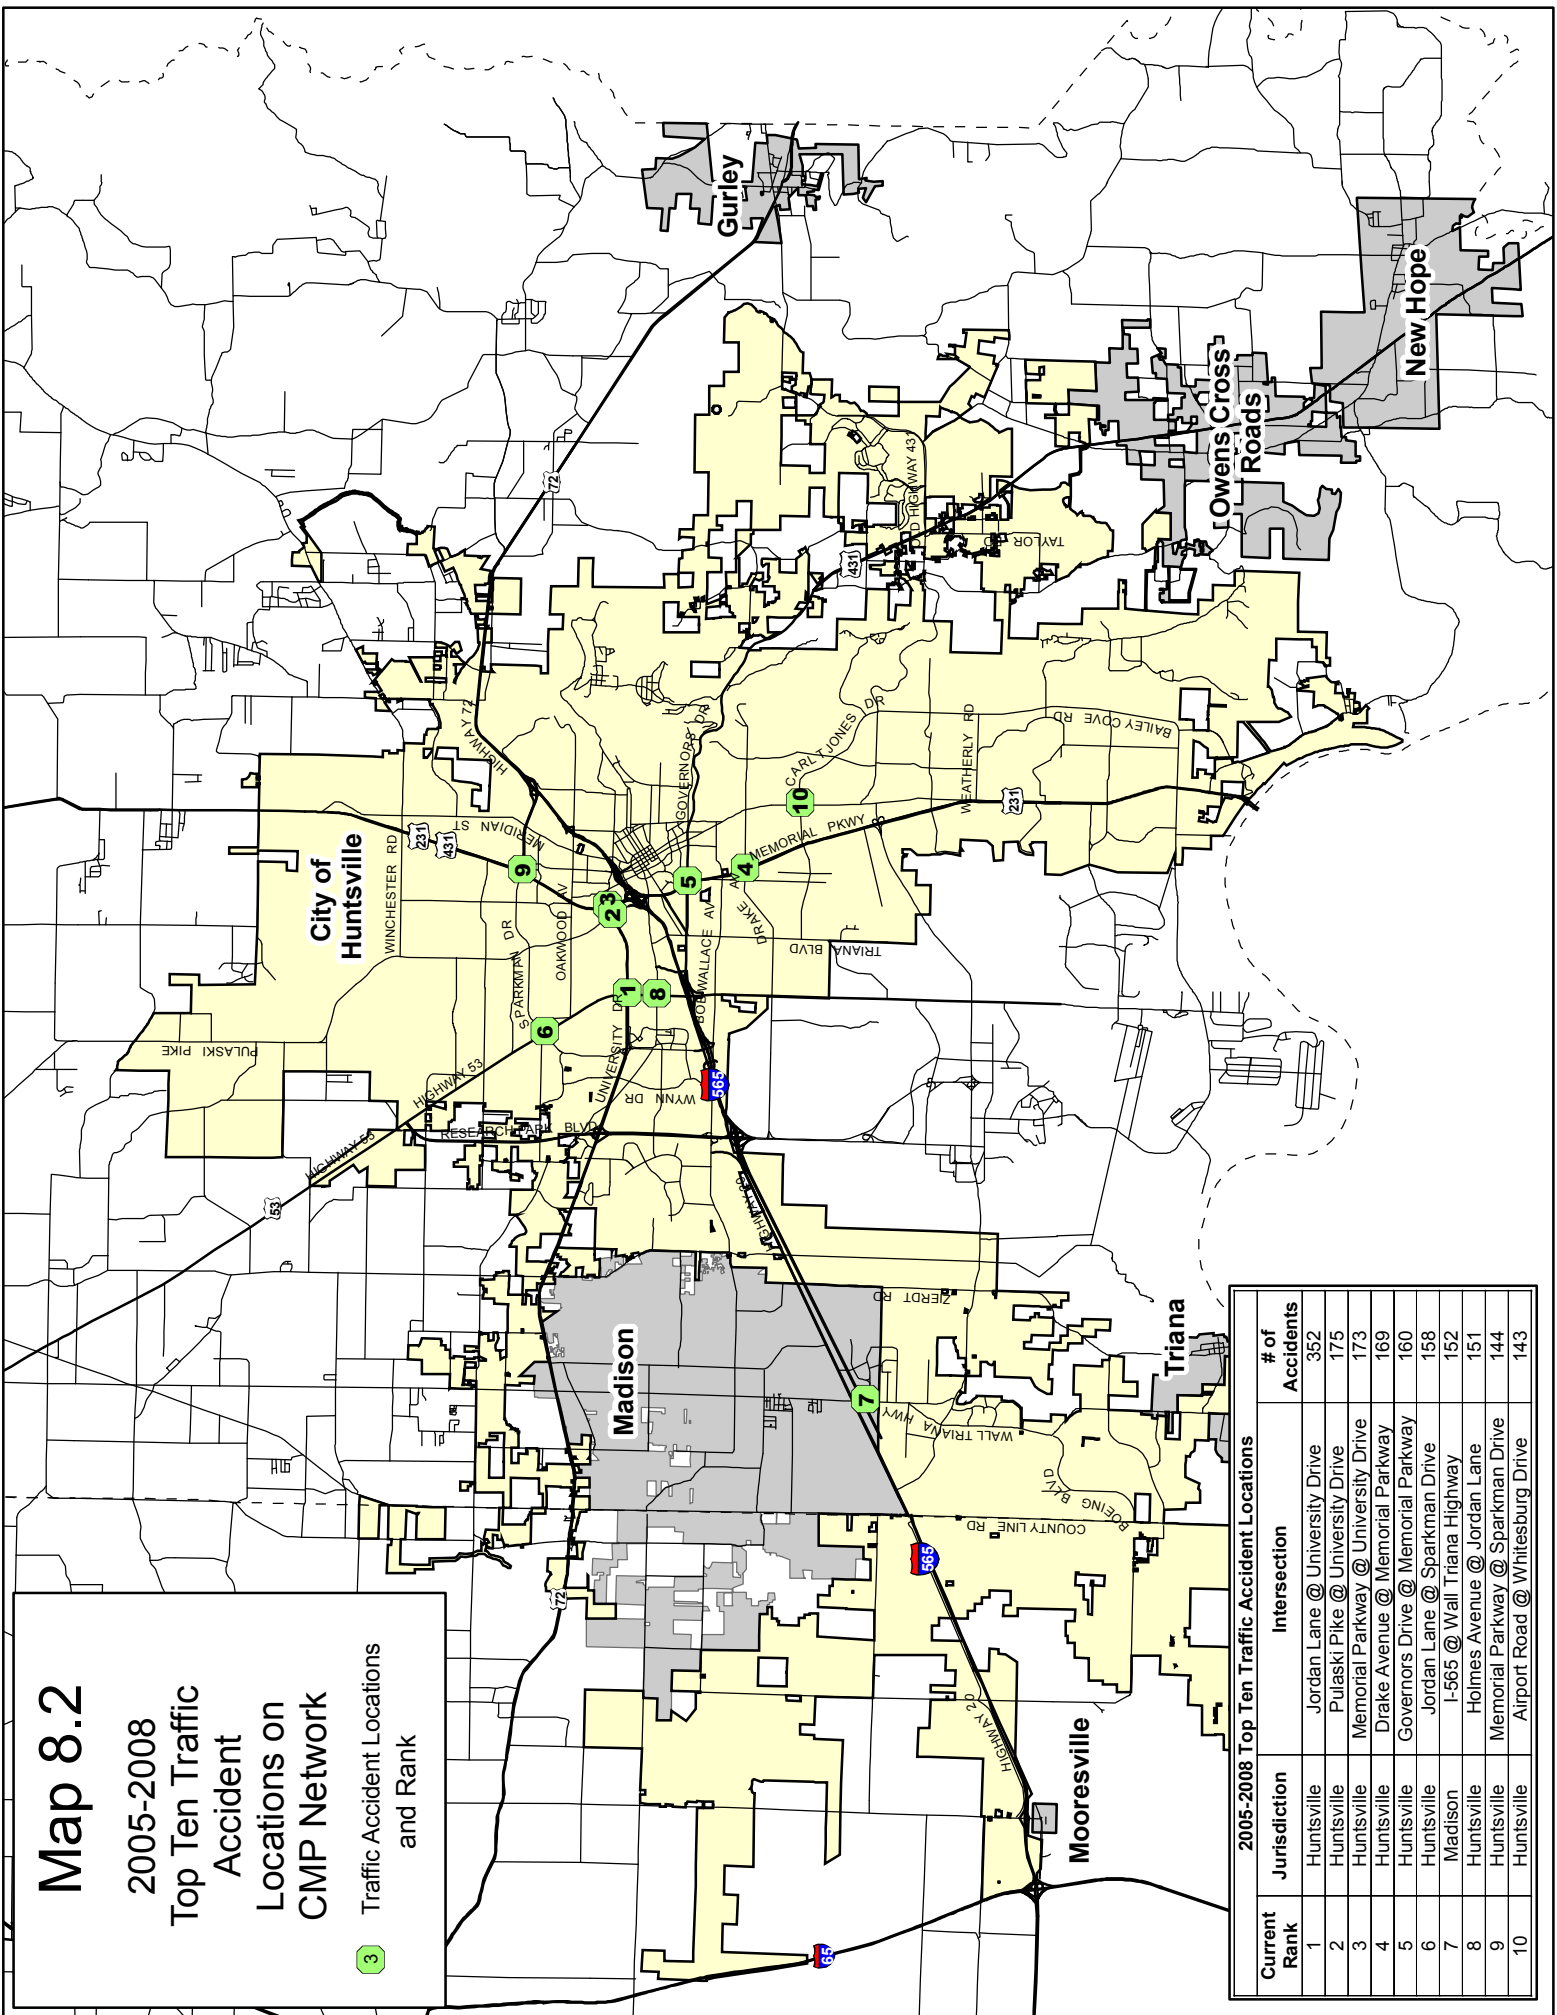 Map 8.2
2005-2008
Top Ten Traffic
Accident
Locations on
CMP Network
3 Traffic Accident Locations
and Rank
City of
Huntsville
Madison
Triana
Mooresville
Gurley
Owens Cross
Roads
New Hope
HIGHWAY 53
HIGHWAY 53
53
PULASKI PIKE
WINCHESTER RD
231
431
MERIDIAN ST
HIGHWAY 72
72
SPARKMAN DR
OAKWOOD AV
RESEARCH PARK BLVD
UNIVERSITY DR
WYNN DR
BOB WALLACE AV
DRAKE AV
TRIANA BLVD
GOVERNORS DR
MEMORIAL PKWY
CARL T JONES DR
WEATHERLY RD
BAILEY COVE RD
231
431
OLD HIGHWAY 43
TAYLOR RD
565
HIGHWAY 20
ZIERDT RD
WALL TRIANA HWY
BOEING BLVD
COUNTY LINE RD
565
HIGHWAY 20
72
65
1
2
3
4
5
6
7
8
9
10
2005-2008 Top Ten Traffic Accident Locations
Current Rank Jurisdiction Intersection # of Accidents
1 Huntsville Jordan Lane @ University Drive 352
2 Huntsville Pulaski Pike @ University Drive 175
3 Huntsville Memorial Parkway @ University Drive 173
4 Huntsville Drake Avenue @ Memorial Parkway 169
5 Huntsville Governors Drive @ Memorial Parkway 160
6 Huntsville Jordan Lane @ Sparkman Drive 158
7 Madison I-565 @ Wall Triana Highway 152
8 Huntsville Holmes Avenue @ Jordan Lane 151
9 Huntsville Memorial Parkway @ Sparkman Drive 144
10 Huntsville Airport Road @ Whitesburg Drive 143